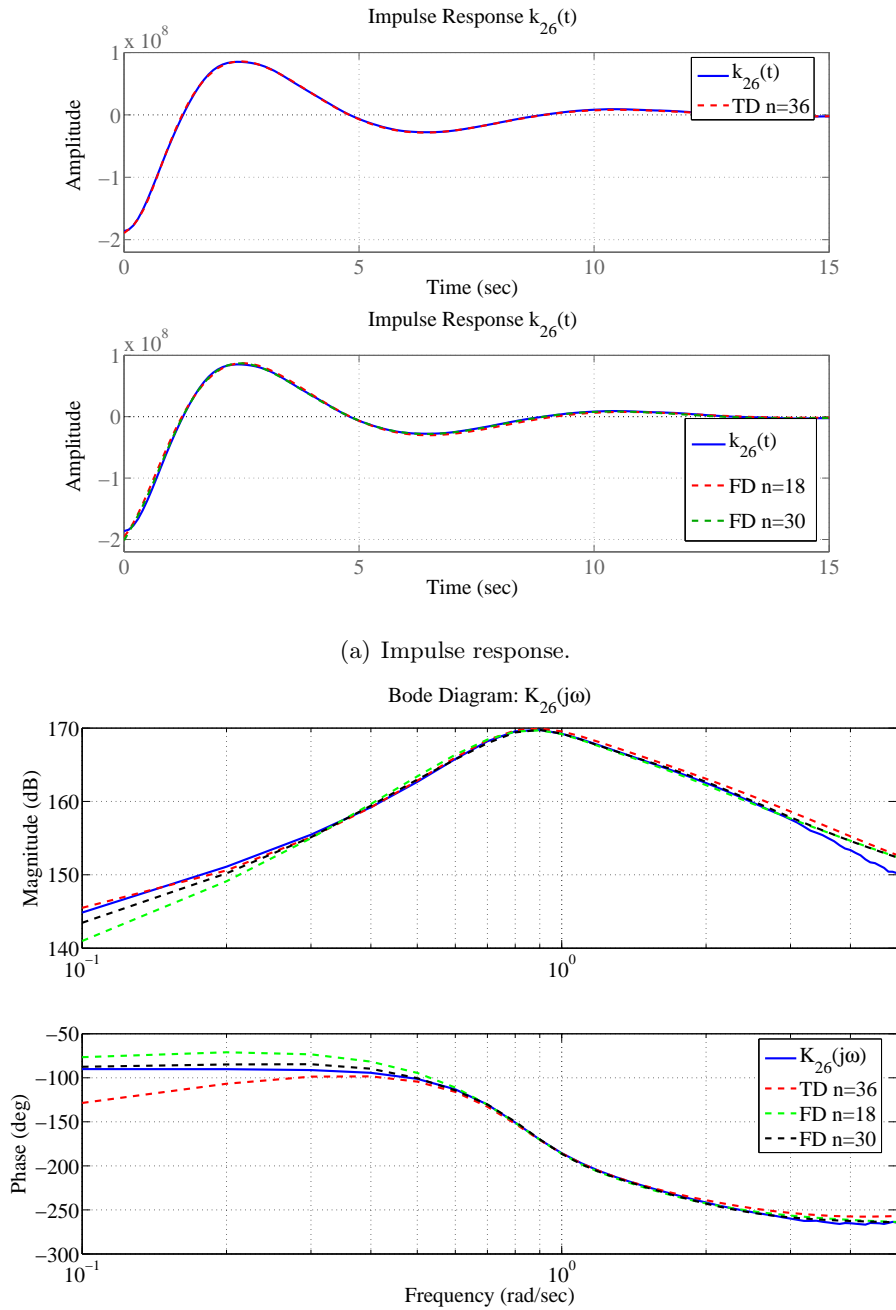 Impulse Response k26(t)
1 x 10^8
0
−1
−2
Amplitude
k26(t)
TD n=36
0 5 10 15
Time (sec)
Impulse Response k26(t)
1 x 10^8
0
−1
−2
Amplitude
k26(t)
FD n=18
FD n=30
0 5 10 15
Time (sec)
(a) Impulse response.
Bode Diagram: K26(jω)
170
160
150
140
Magnitude (dB)
10^−1 10^0
−50
−100
−150
−200
−250
−300
Phase (deg)
K26(jω)
TD n=36
FD n=18
FD n=30
10^−1 10^0
Frequency (rad/sec)